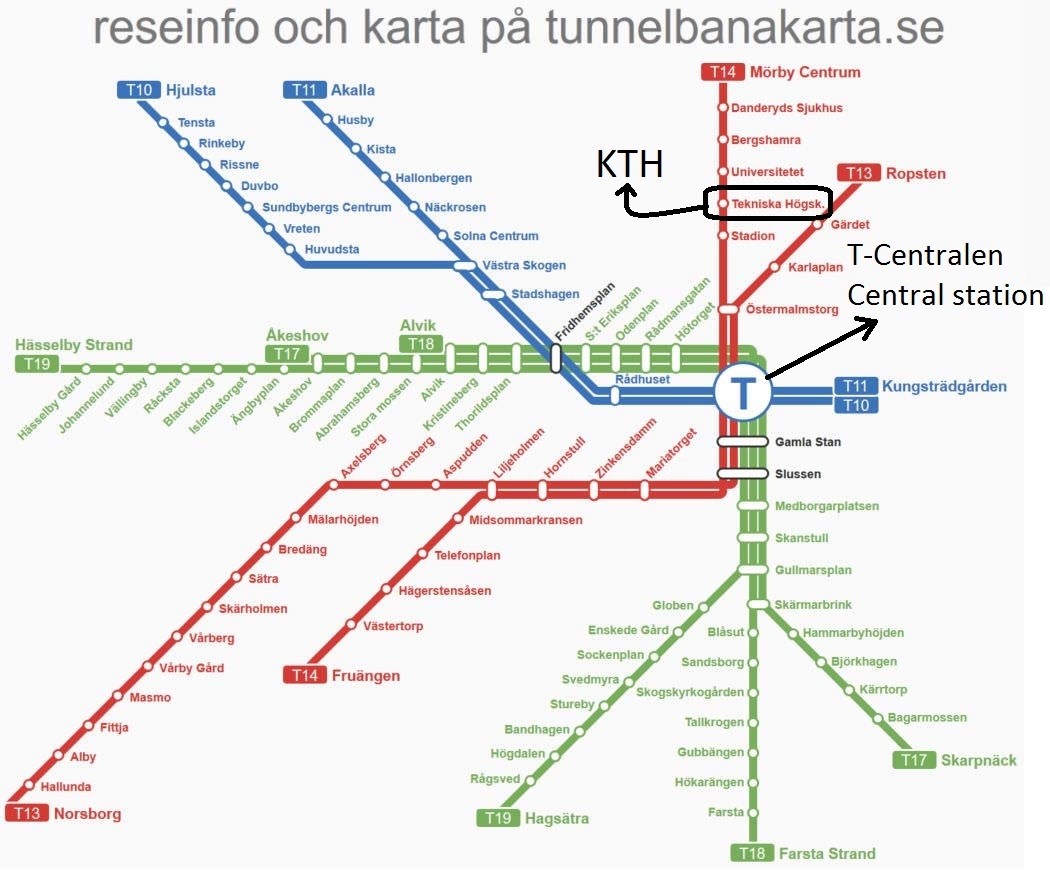 reseinfo och karta på tunnelbanakarta.se
T10 Hjulsta
Tensta
Rinkeby
Rissne
Duvbo
Sundbybergs Centrum
Vreten
Huvudsta
T11 Akalla
Husby
Kista
Hallonbergen
Näckrosen
Solna Centrum
Västra Skogen
Stadshagen
Fridhemsplan
Rådhuset
T
T11 Kungsträdgården
T10
T14 Mörby Centrum
Danderyds Sjukhus
Bergshamra
Universitetet
KTH
Tekniska Högsk.
Stadion
T13 Ropsten
Gärdet
Karlaplan
Östermalmstorg
T-Centralen
Central station
Hässelby Strand
T19
Hässelby Gård
Johannelund
Vällingby
Råcksta
Blackeberg
Islandstorget
Ängbyplan
Åkeshov
T17
Åkeshov
Brommaplan
Abrahamsberg
Stora mossen
Alvik
T18
Alvik
Kristineberg
Thorildsplan
S:t Eriksplan
Odenplan
Rådmansgatan
Hötorget
Gamla Stan
Slussen
Medborgarplatsen
Skanstull
Gullmarsplan
Skärmarbrink
Axelsberg
Örnsberg
Aspudden
Liljeholmen
Hornstull
Zinkensdamm
Mariatorget
Mälarhöjden
Bredäng
Sätra
Skärholmen
Vårberg
Vårby Gård
Masmo
Fittja
Alby
Hallunda
T13 Norsborg
Midsommarkransen
Telefonplan
Hägerstensåsen
Västertorp
T14 Fruängen
Globen
Enskede Gård
Sockenplan
Svedmyra
Stureby
Bandhagen
Högdalen
Rågsved
T19 Hagsätra
Blåsut
Sandsborg
Skogskyrkogården
Tallkrogen
Gubbängen
Hökarängen
Farsta
T18 Farsta Strand
Hammarbyhöjden
Björkhagen
Kärrtorp
Bagarmossen
T17 Skarpnäck